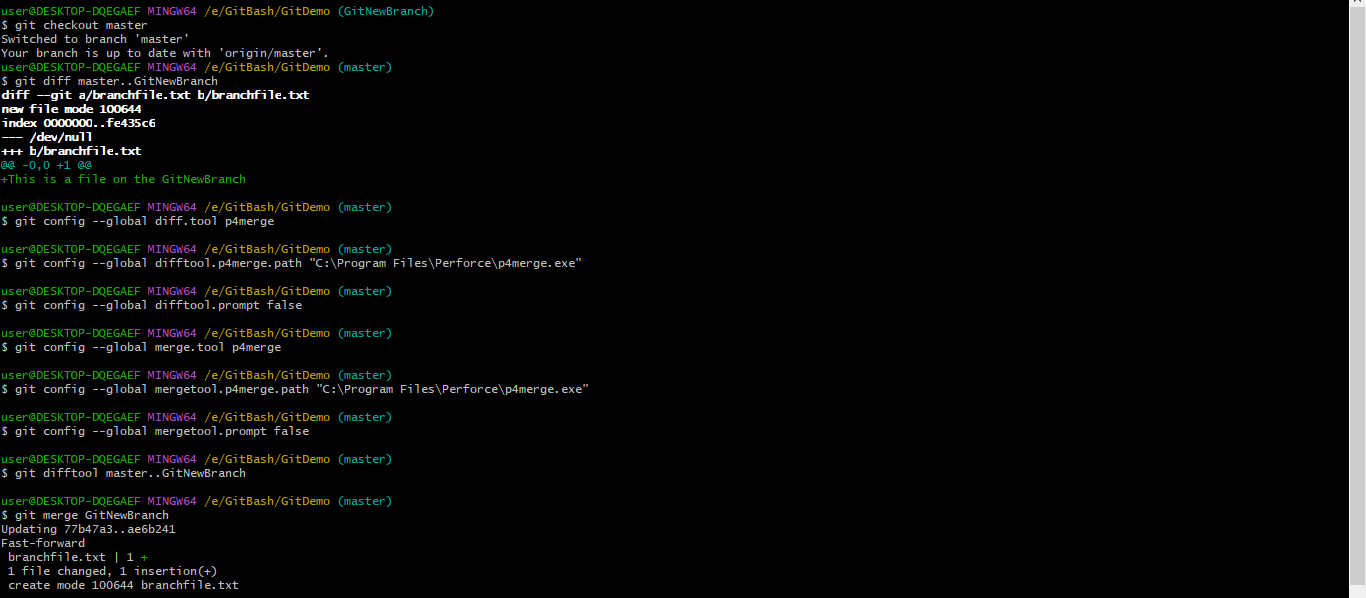 user@DESKTOP-DQEGAEF MINGW64 /e/GitBash/GitDemo (GitNewBranch)
$ git checkout master
Switched to branch 'master'
Your branch is up to date with 'origin/master'.
user@DESKTOP-DQEGAEF MINGW64 /e/GitBash/GitDemo (master)
$ git diff master..GitNewBranch
diff --git a/branchfile.txt b/branchfile.txt
new file mode 100644
index 0000000..fe435c6
--- /dev/null
+++ b/branchfile.txt
@@ -0,0 +1 @@
+This is a file on the GitNewBranch
user@DESKTOP-DQEGAEF MINGW64 /e/GitBash/GitDemo (master)
$ git config --global diff.tool p4merge
user@DESKTOP-DQEGAEF MINGW64 /e/GitBash/GitDemo (master)
$ git config --global difftool.p4merge.path "C:\Program Files\Perforce\p4merge.exe"
user@DESKTOP-DQEGAEF MINGW64 /e/GitBash/GitDemo (master)
$ git config --global difftool.prompt false
user@DESKTOP-DQEGAEF MINGW64 /e/GitBash/GitDemo (master)
$ git config --global merge.tool p4merge
user@DESKTOP-DQEGAEF MINGW64 /e/GitBash/GitDemo (master)
$ git config --global mergetool.p4merge.path "C:\Program Files\Perforce\p4merge.exe"
user@DESKTOP-DQEGAEF MINGW64 /e/GitBash/GitDemo (master)
$ git config --global mergetool.prompt false
user@DESKTOP-DQEGAEF MINGW64 /e/GitBash/GitDemo (master)
$ git difftool master..GitNewBranch
user@DESKTOP-DQEGAEF MINGW64 /e/GitBash/GitDemo (master)
$ git merge GitNewBranch
Updating 77b47a3..ae6b241
Fast-forward
 branchfile.txt | 1 +
 1 file changed, 1 insertion(+)
 create mode 100644 branchfile.txt